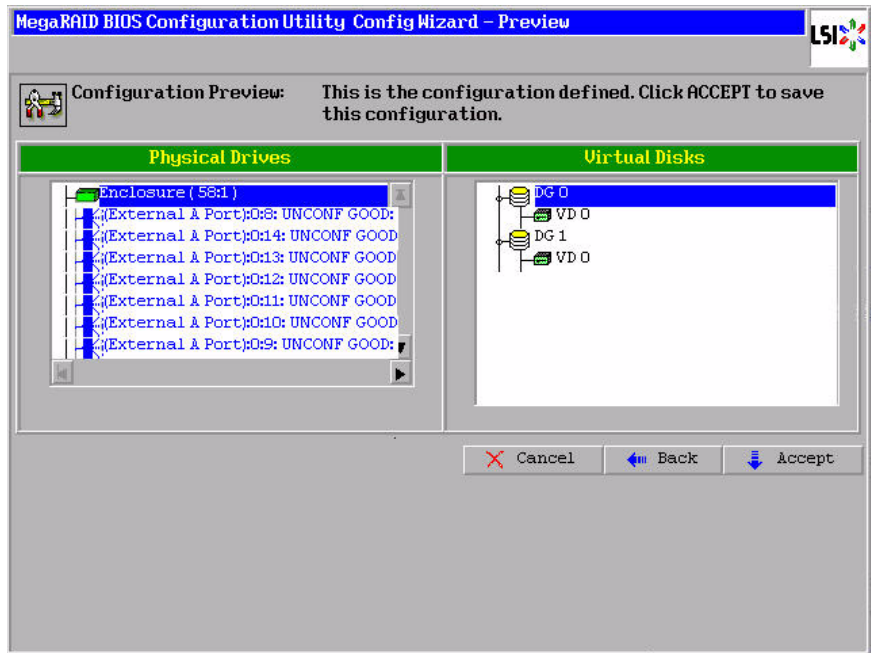 MegaRAID BIOS Configuration Utility Config Wizard - Preview
LSI
Configuration Preview: This is the configuration defined. Click ACCEPT to save
this configuration.
Physical Drives
Enclosure ( 58:1 )
(External A Port):0:8: UNCONF GOOD:
(External A Port):0:14: UNCONF GOOD
(External A Port):0:13: UNCONF GOOD
(External A Port):0:12: UNCONF GOOD
(External A Port):0:11: UNCONF GOOD
(External A Port):0:10: UNCONF GOOD
(External A Port):0:9: UNCONF GOOD:
Virtual Disks
DG 0
VD 0
DG 1
VD 0
Cancel
Back
Accept